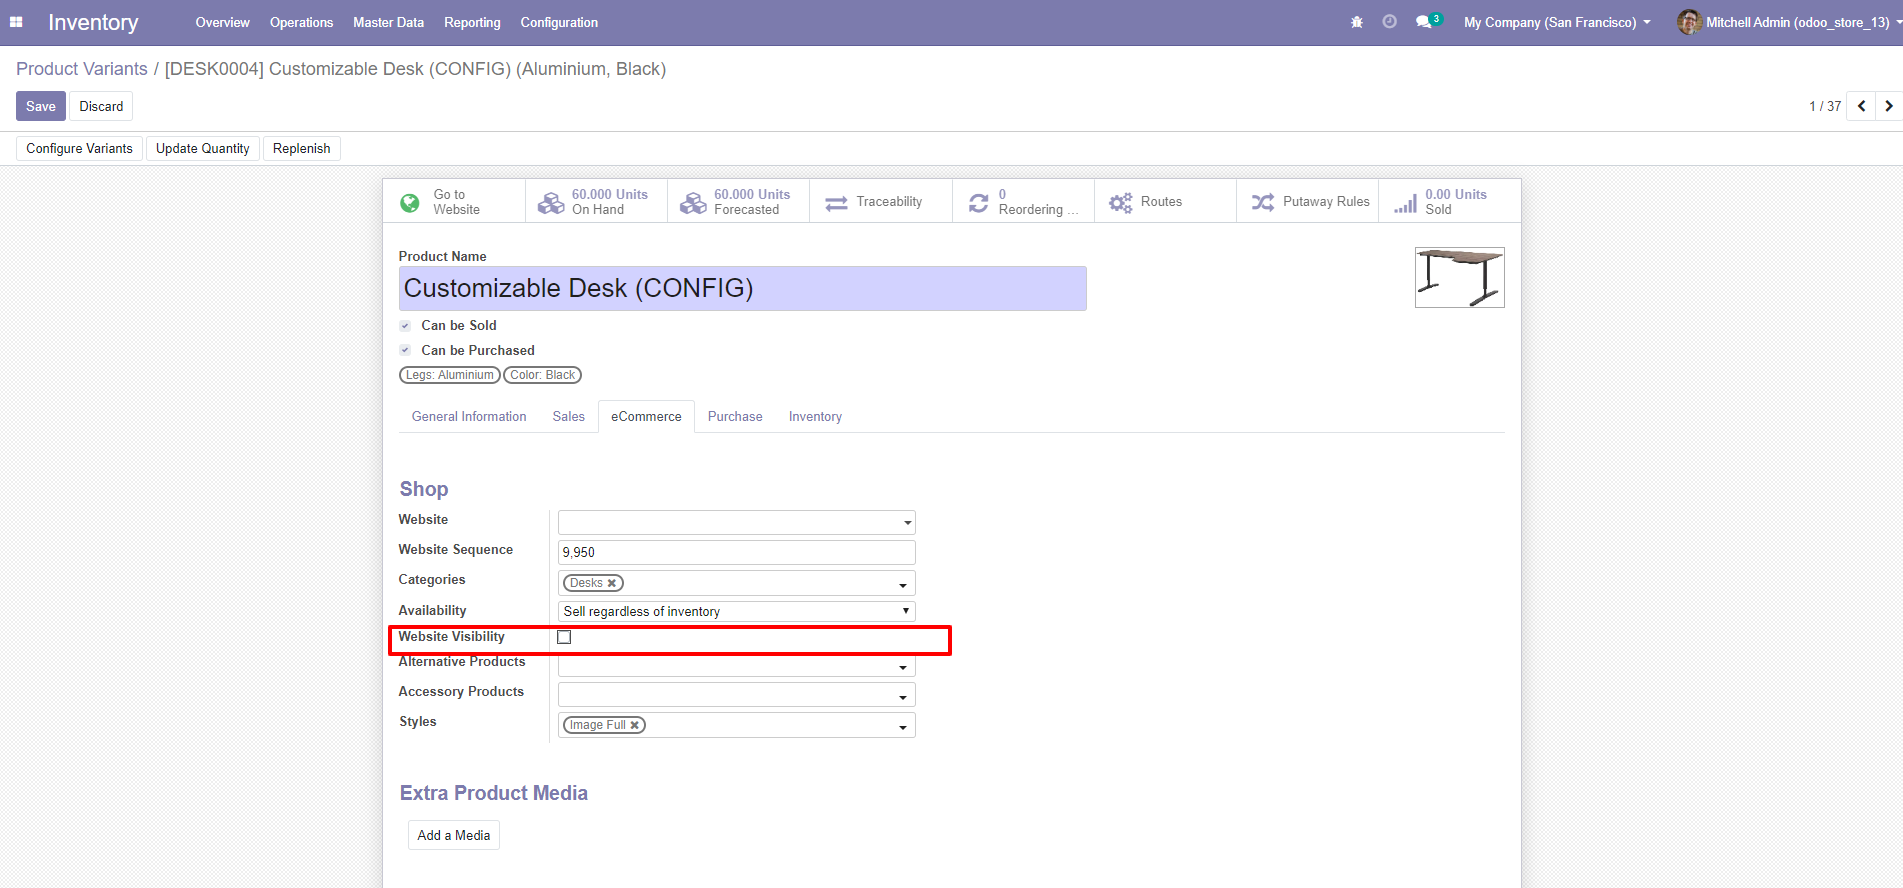 Inventory Overview Operations Master Data Reporting Configuration 3 My Company (San Francisco) Mitchell Admin (odoo_store_13)
Product Variants / [DESK0004] Customizable Desk (CONFIG) (Aluminium, Black)
Save Discard 1 / 37
Configure Variants Update Quantity Replenish
Go to Website
60.000 Units On Hand
60.000 Units Forecasted
Traceability
0 Reordering ...
Routes
Putaway Rules
0.00 Units Sold
Product Name
Customizable Desk (CONFIG)
Can be Sold
Can be Purchased
Legs: Aluminium Color: Black
General Information Sales eCommerce Purchase Inventory
Shop
Website
Website Sequence 9,950
Categories Desks
Availability Sell regardless of inventory
Website Visibility
Alternative Products
Accessory Products
Styles Image Full
Extra Product Media
Add a Media